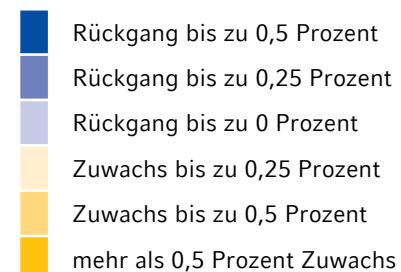 Rückgang bis zu 0,5 Prozent
Rückgang bis zu 0,25 Prozent
Rückgang bis zu 0 Prozent
Zuwachs bis zu 0,25 Prozent
Zuwachs bis zu 0,5 Prozent
mehr als 0,5 Prozent Zuwachs